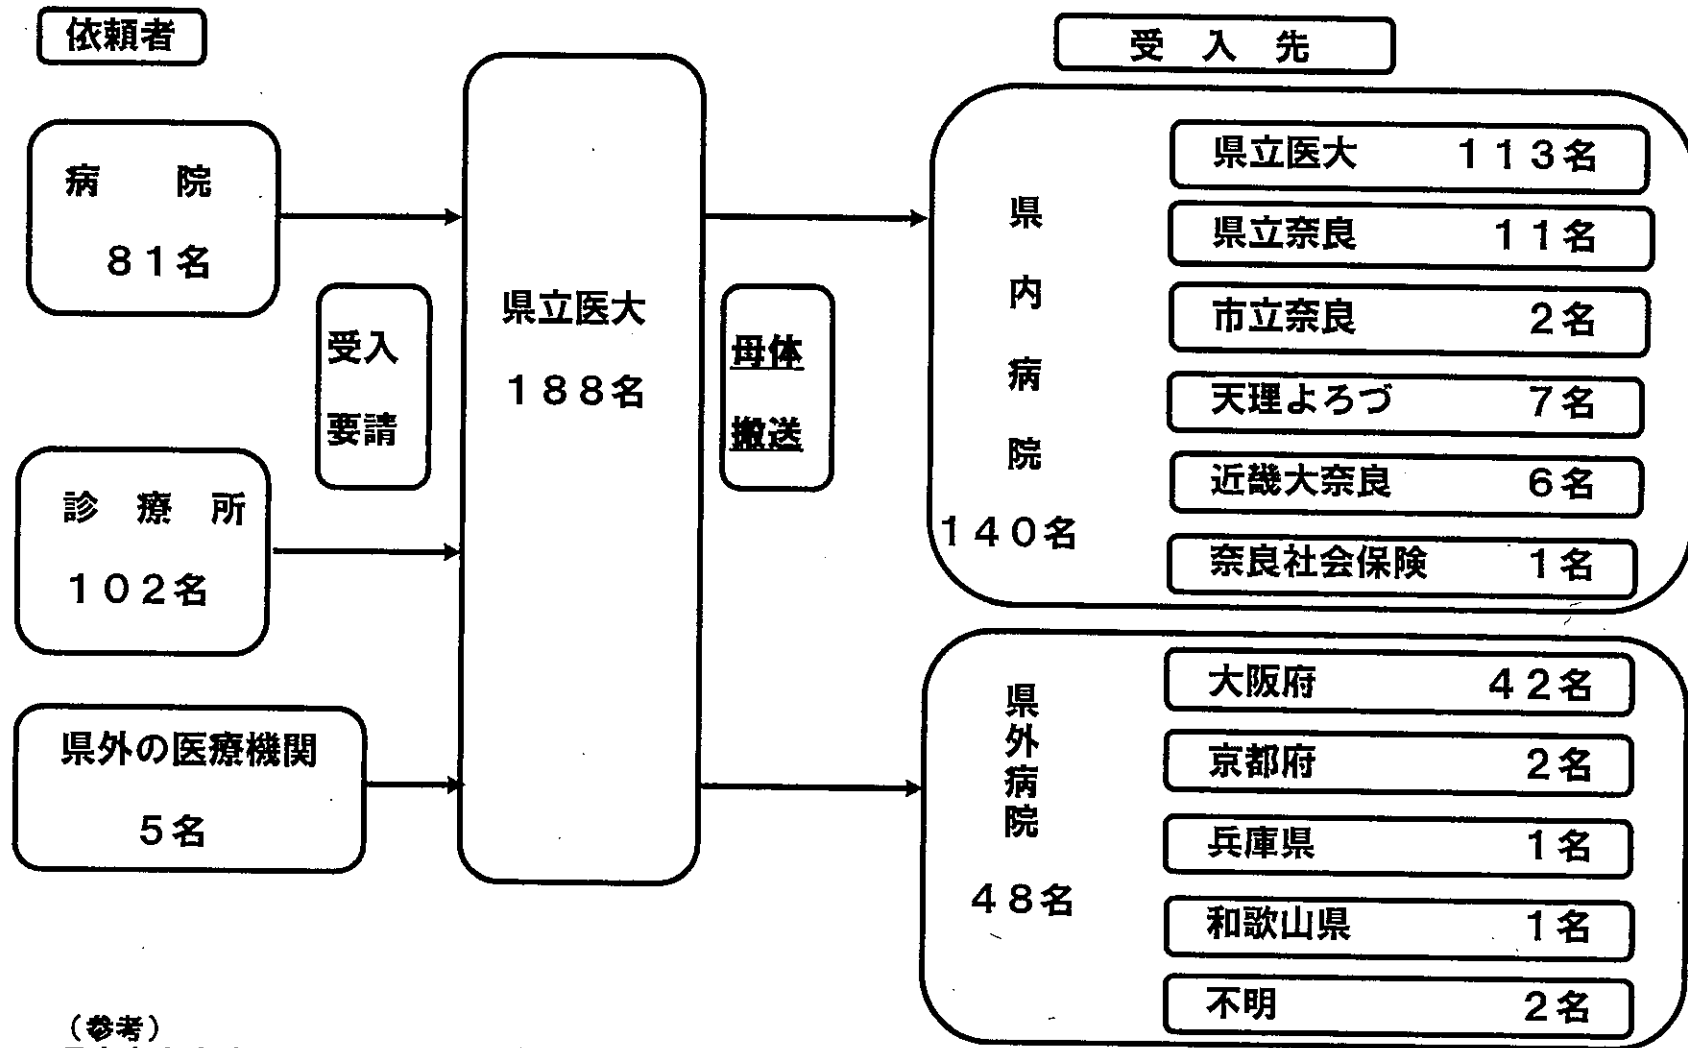 依頼者
受 入 先
病 院
81名
診 療 所
102名
県外の医療機関
5名
受入
要請
県立医大
188名
母体
搬送
県内病院
140名
県立医大 113名
県立奈良 11名
市立奈良 2名
天理よろづ 7名
近畿大奈良 6名
奈良社会保険 1名
県外病院
48名
大阪府 42名
京都府 2名
兵庫県 1名
和歌山県 1名
不明 2名
(参考)